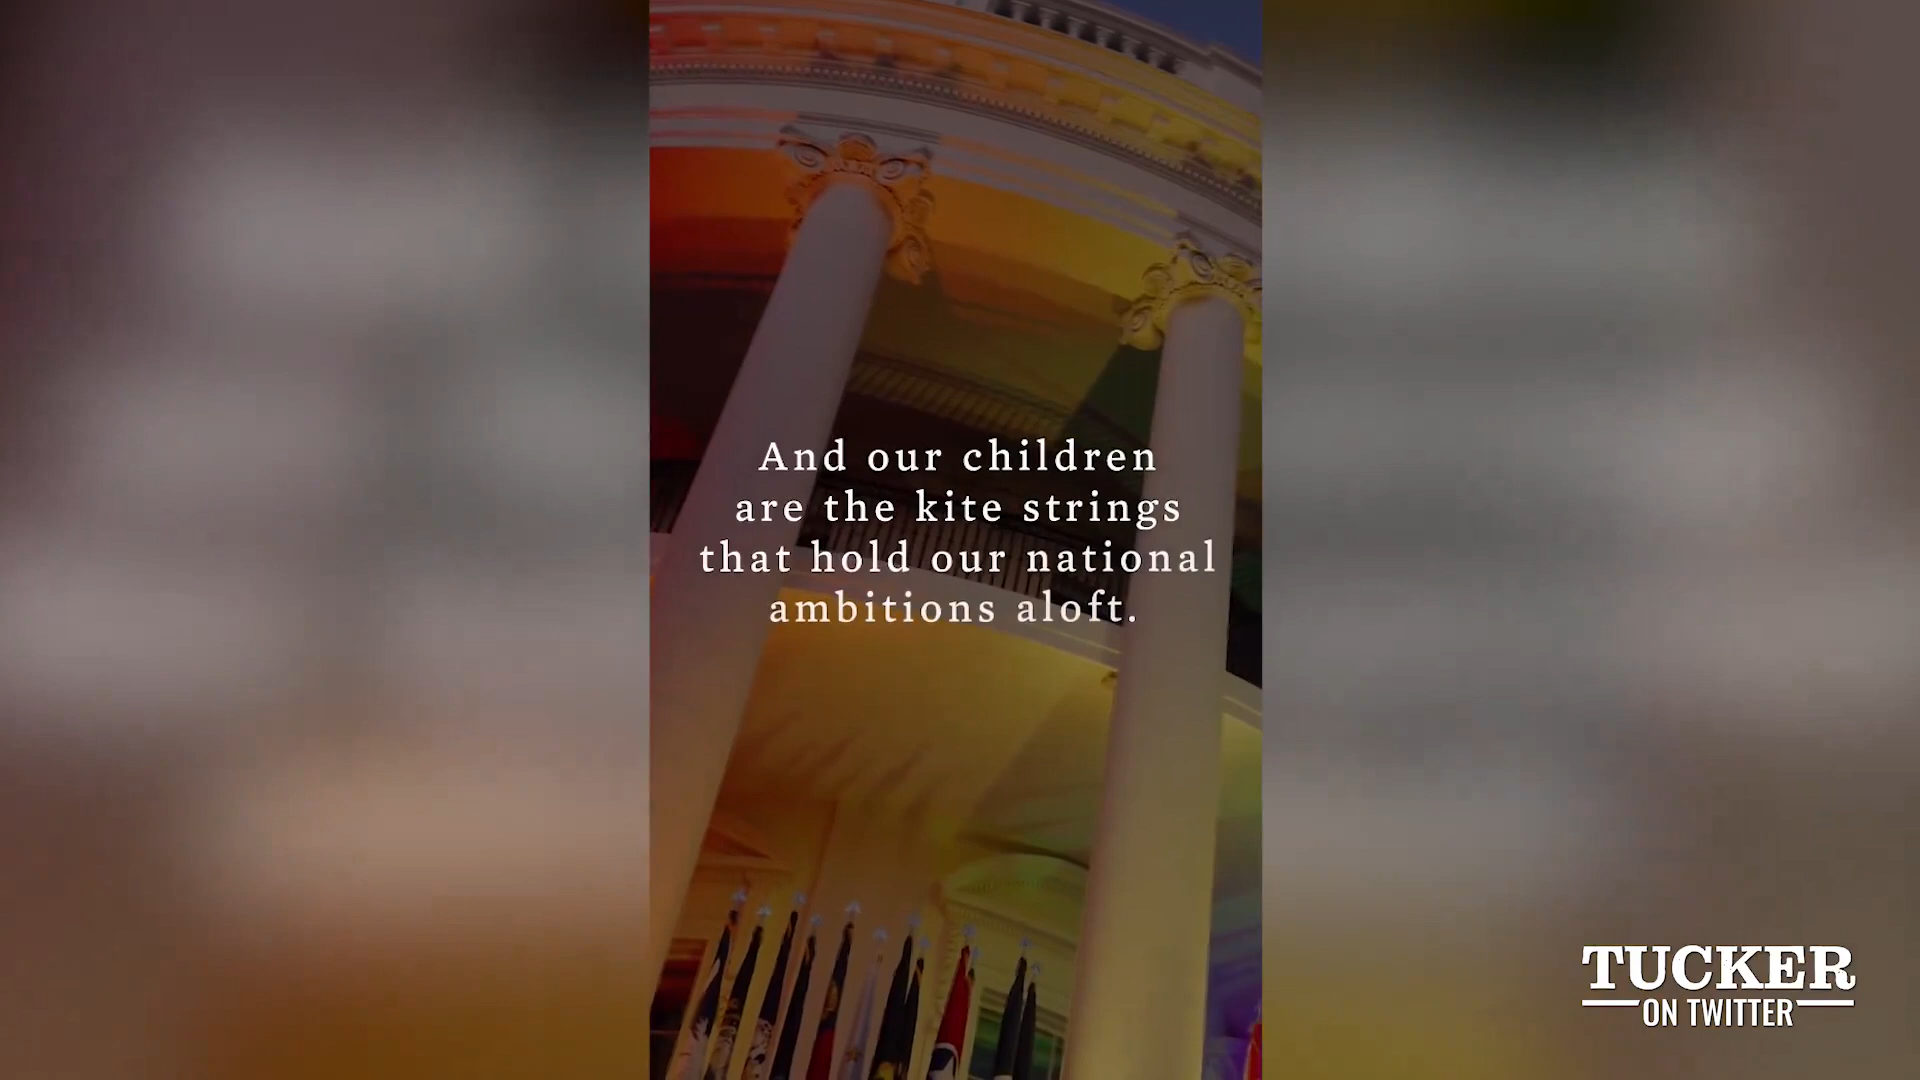 And our children
are the kite strings
that hold our national
ambitions aloft.
TUCKER
ON TWITTER